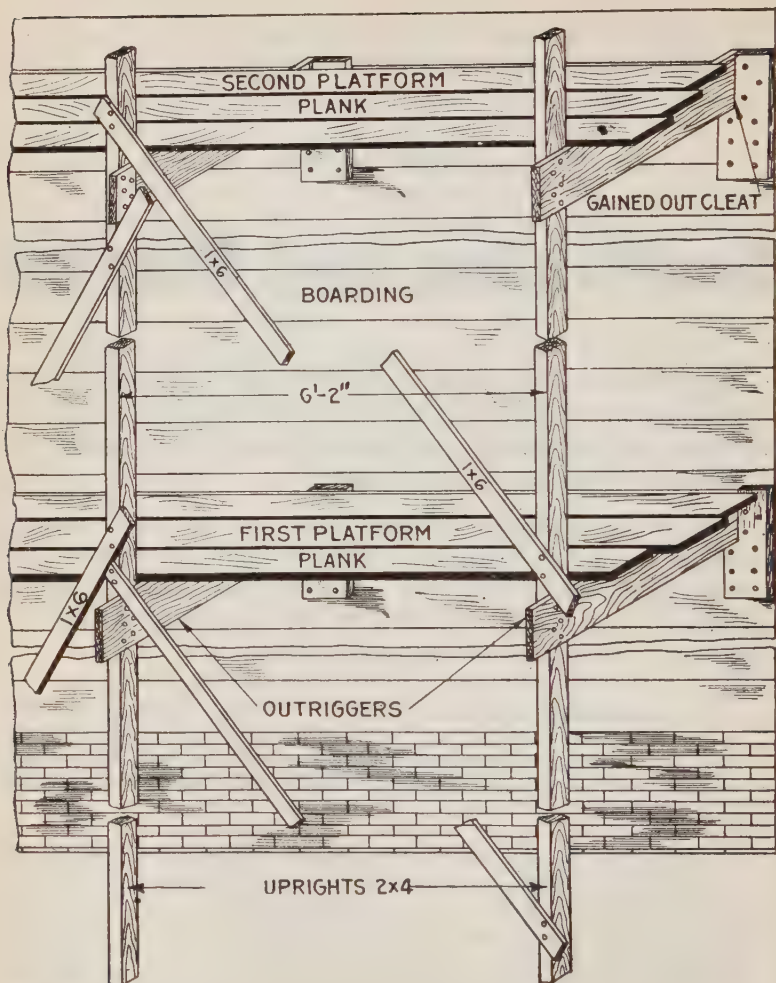 SECOND PLATFORM
PLANK
GAINED OUT CLEAT
1x6
BOARDING
6'-2"
1x6
FIRST PLATFORM
PLANK
1x6
OUTRIGGERS
UPRIGHTS 2x4